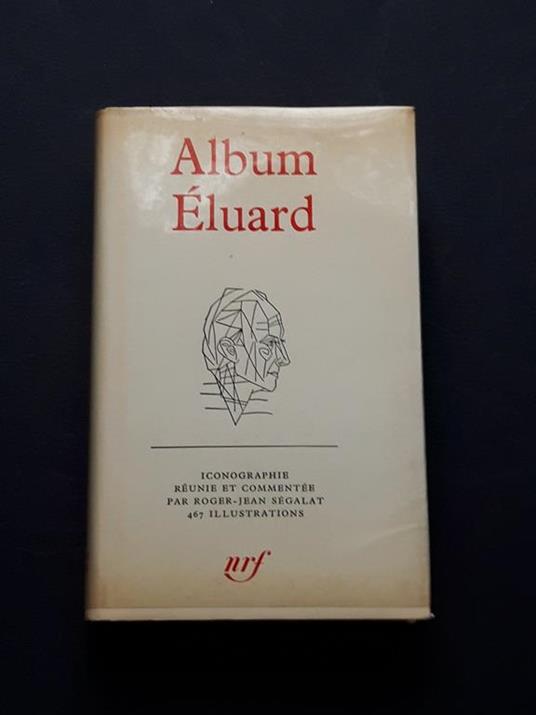 Album
Éluard
ICONOGRAPHIE
RÉUNIE ET COMMENTÉE
PAR ROGER-JEAN SÉGALAT
467 ILLUSTRATIONS
nrf